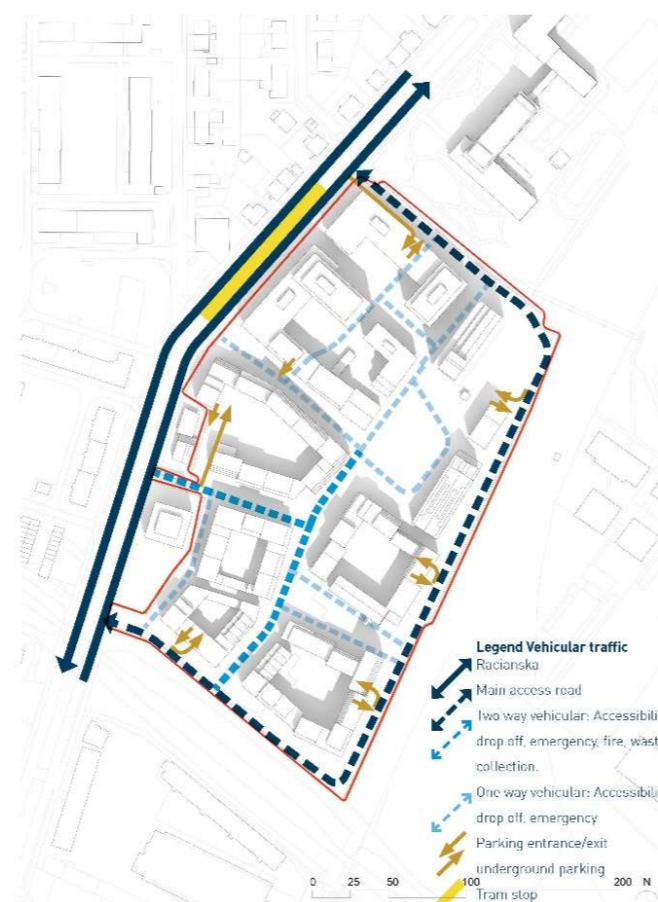 Legend Vehicular traffic
Racianska
Main access road
Two way vehicular: Accessibili
drop off, emergency, fire, wast
collection.
One way vehicular: Accessibili
drop off, emergency
Parking entrance/exit
underground parking
Tram stop
0 25 50 100 200 N